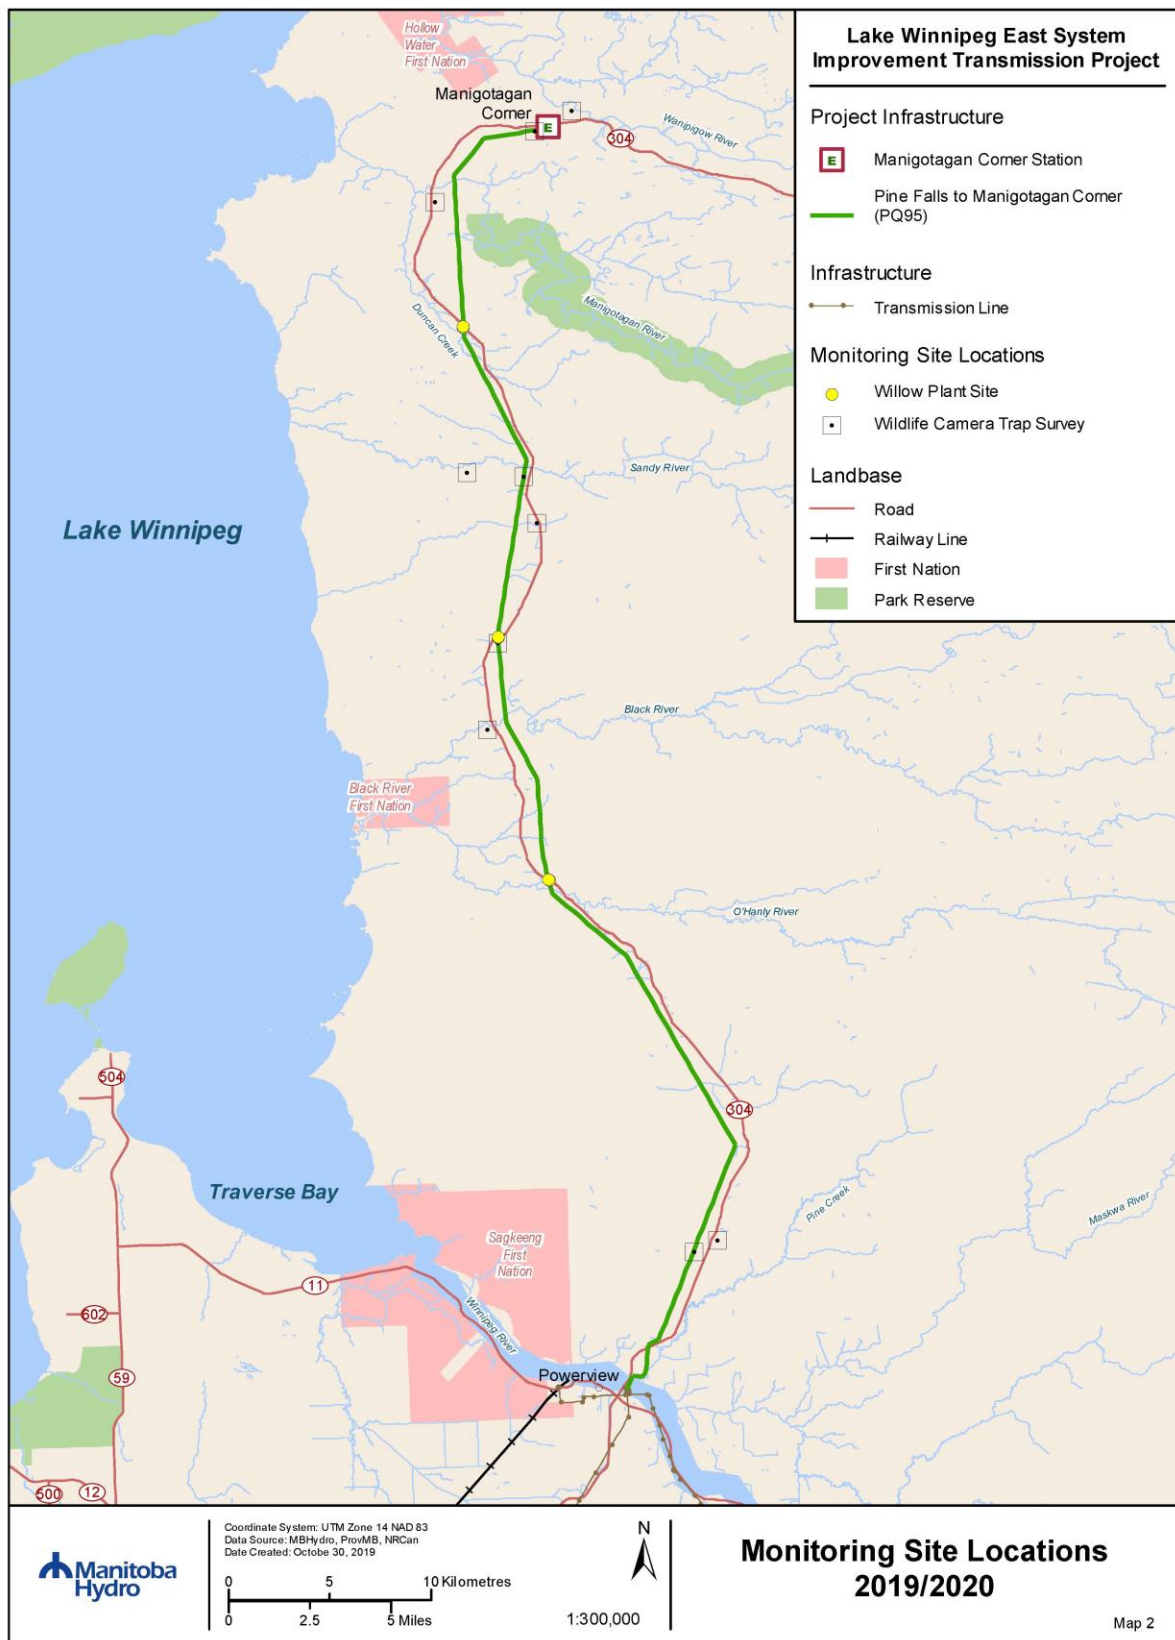 Lake Winnipeg East System
Improvement Transmission Project
Project Infrastructure
E
Manigotagan Corner Station
Pine Falls to Manigotagan Corner
(PQ95)
Infrastructure
Transmission Line
Monitoring Site Locations
Willow Plant Site
Wildlife Camera Trap Survey
Landbase
Road
Railway Line
First Nation
Park Reserve
Hollow
Water
First Nation
Manigotagan
Corner
E
Wanipigow River
304
Manigotagan River
Duncan Creek
Sandy River
Lake Winnipeg
Black River
Black River
First Nation
O'Hanly River
504
304
Traverse Bay
Pine Creek
Maskwa River
Sagkeeng
First
Nation
11
Winnipeg River
602
59
Powerview
500
12
Manitoba
Hydro
Coordinate System: UTM Zone 14 NAD 83
Data Source: MBHydro, ProvMB, NRCan
Date Created: Octobe 30, 2019
0 5 10 Kilometres
0 2.5 5 Miles
N
1:300,000
Monitoring Site Locations
2019/2020
Map 2